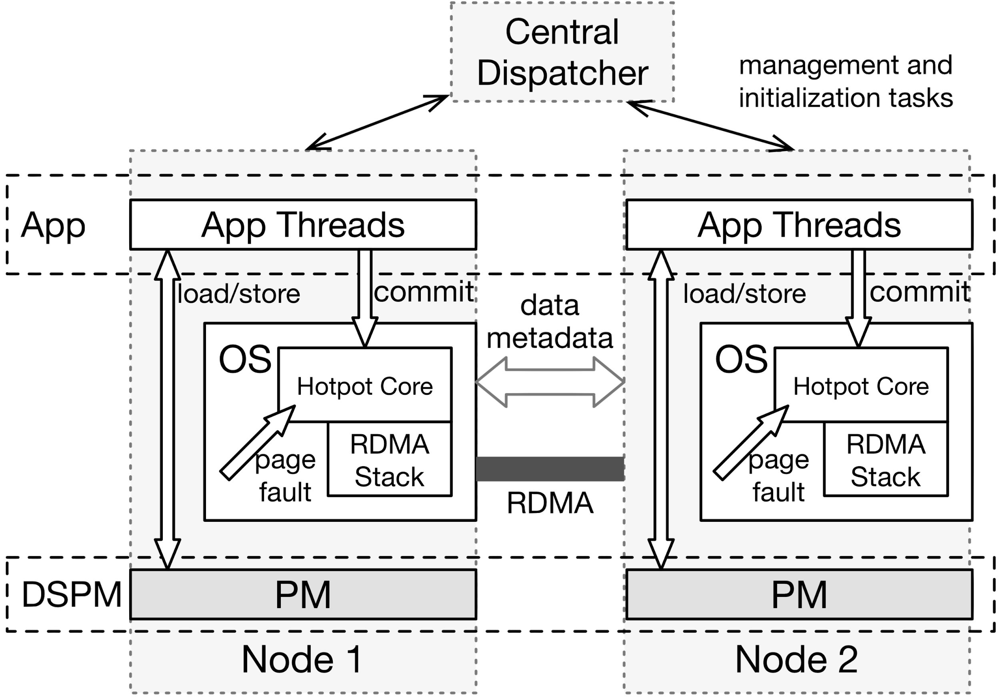 Central
Dispatcher
management and
initialization tasks
App
App Threads
App Threads
load/store
commit
load/store
commit
data
metadata
OS
Hotpot Core
OS
Hotpot Core
RDMA
Stack
page
fault
RDMA
Stack
page
fault
RDMA
DSPM
PM
PM
Node 1
Node 2